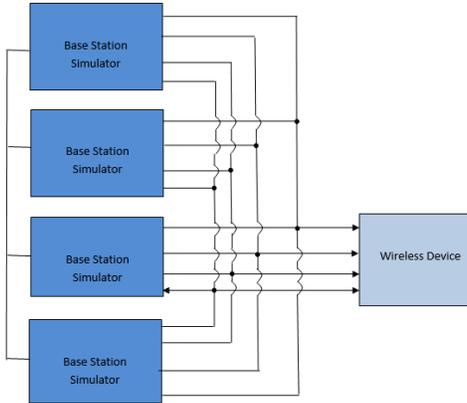 Base Station
Simulator
Base Station
Simulator
Base Station
Simulator
Wireless Device
Base Station
Simulator